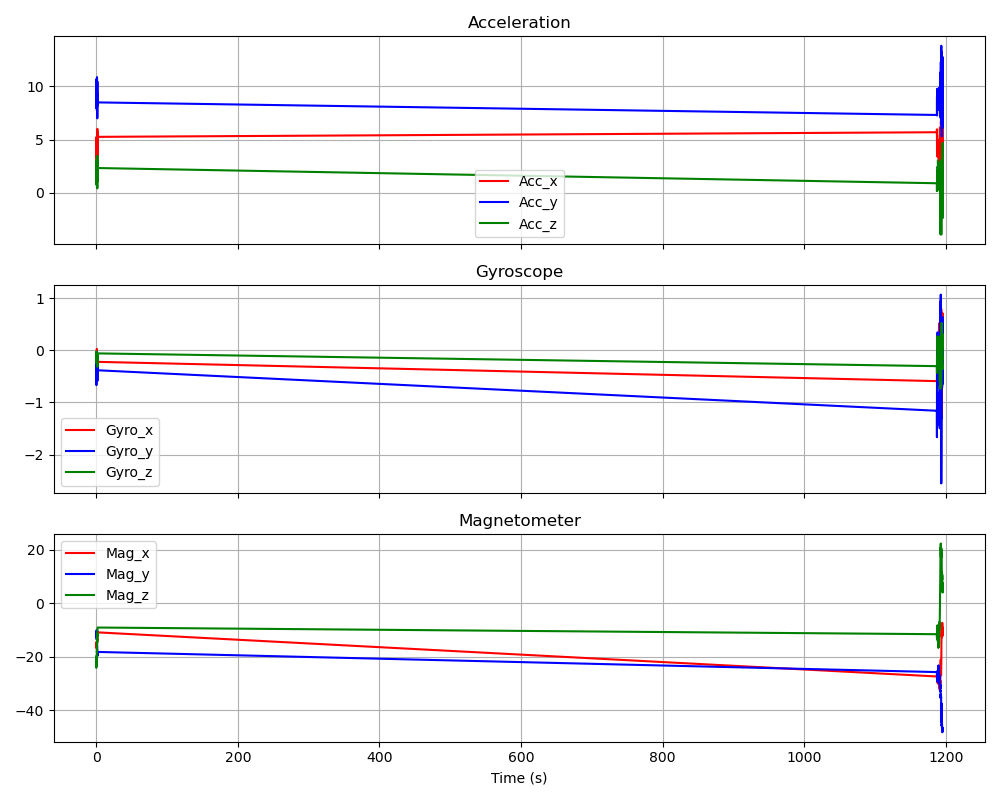 Acceleration
10
5
0
Acc_x
Acc_y
Acc_z
Gyroscope
1
0
−1
−2
Gyro_x
Gyro_y
Gyro_z
Magnetometer
20
0
−20
−40
Mag_x
Mag_y
Mag_z
0 200 400 600 800 1000 1200
Time (s)